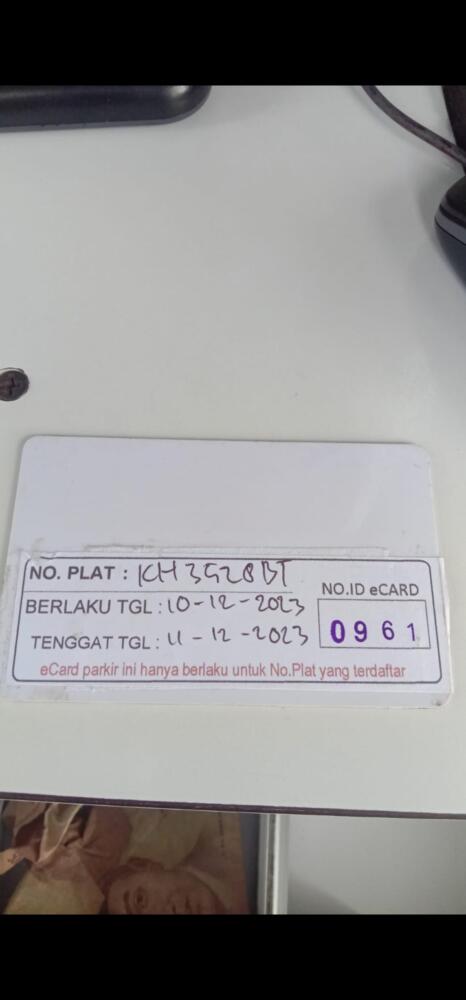 NO. PLAT : KH3528BT
BERLAKU TGL : 10-12-2023
TENGGAT TGL : 11-12-2023
NO.ID eCARD
0961
eCard parkir ini hanya berlaku untuk No.Plat yang terdaftar